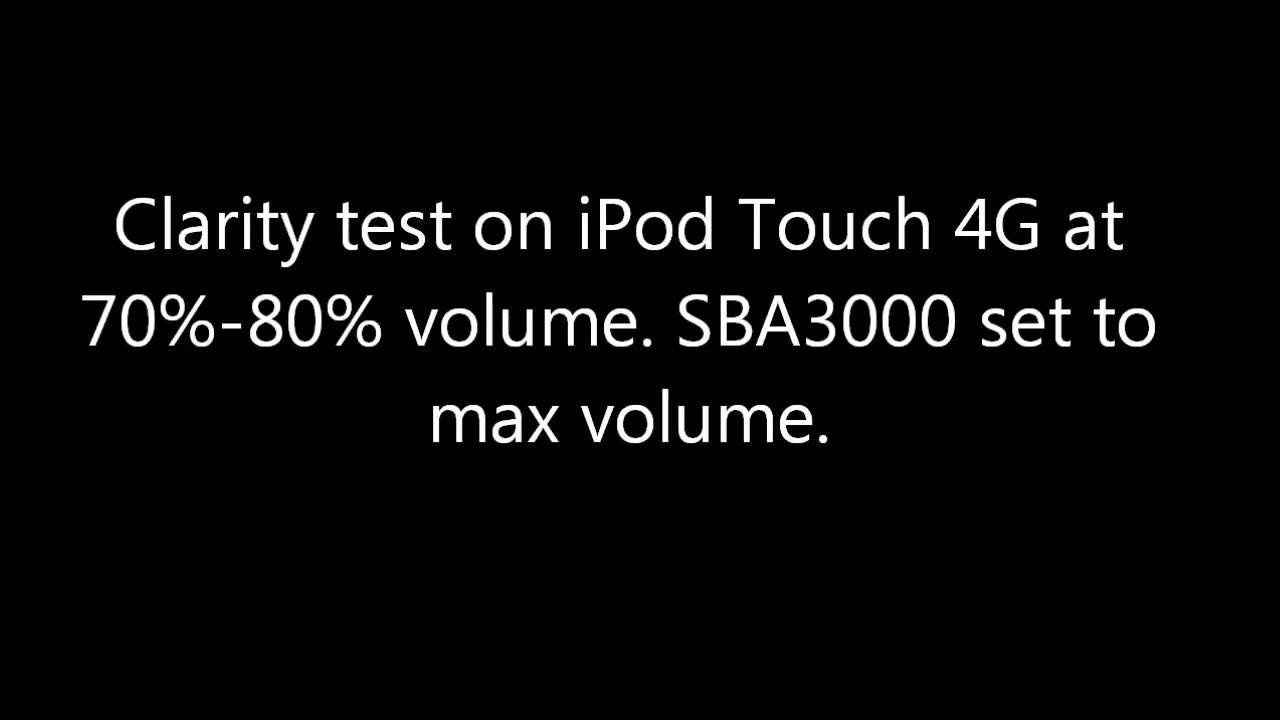 Clarity test on iPod Touch 4G at
70%-80% volume. SBA3000 set to
max volume.